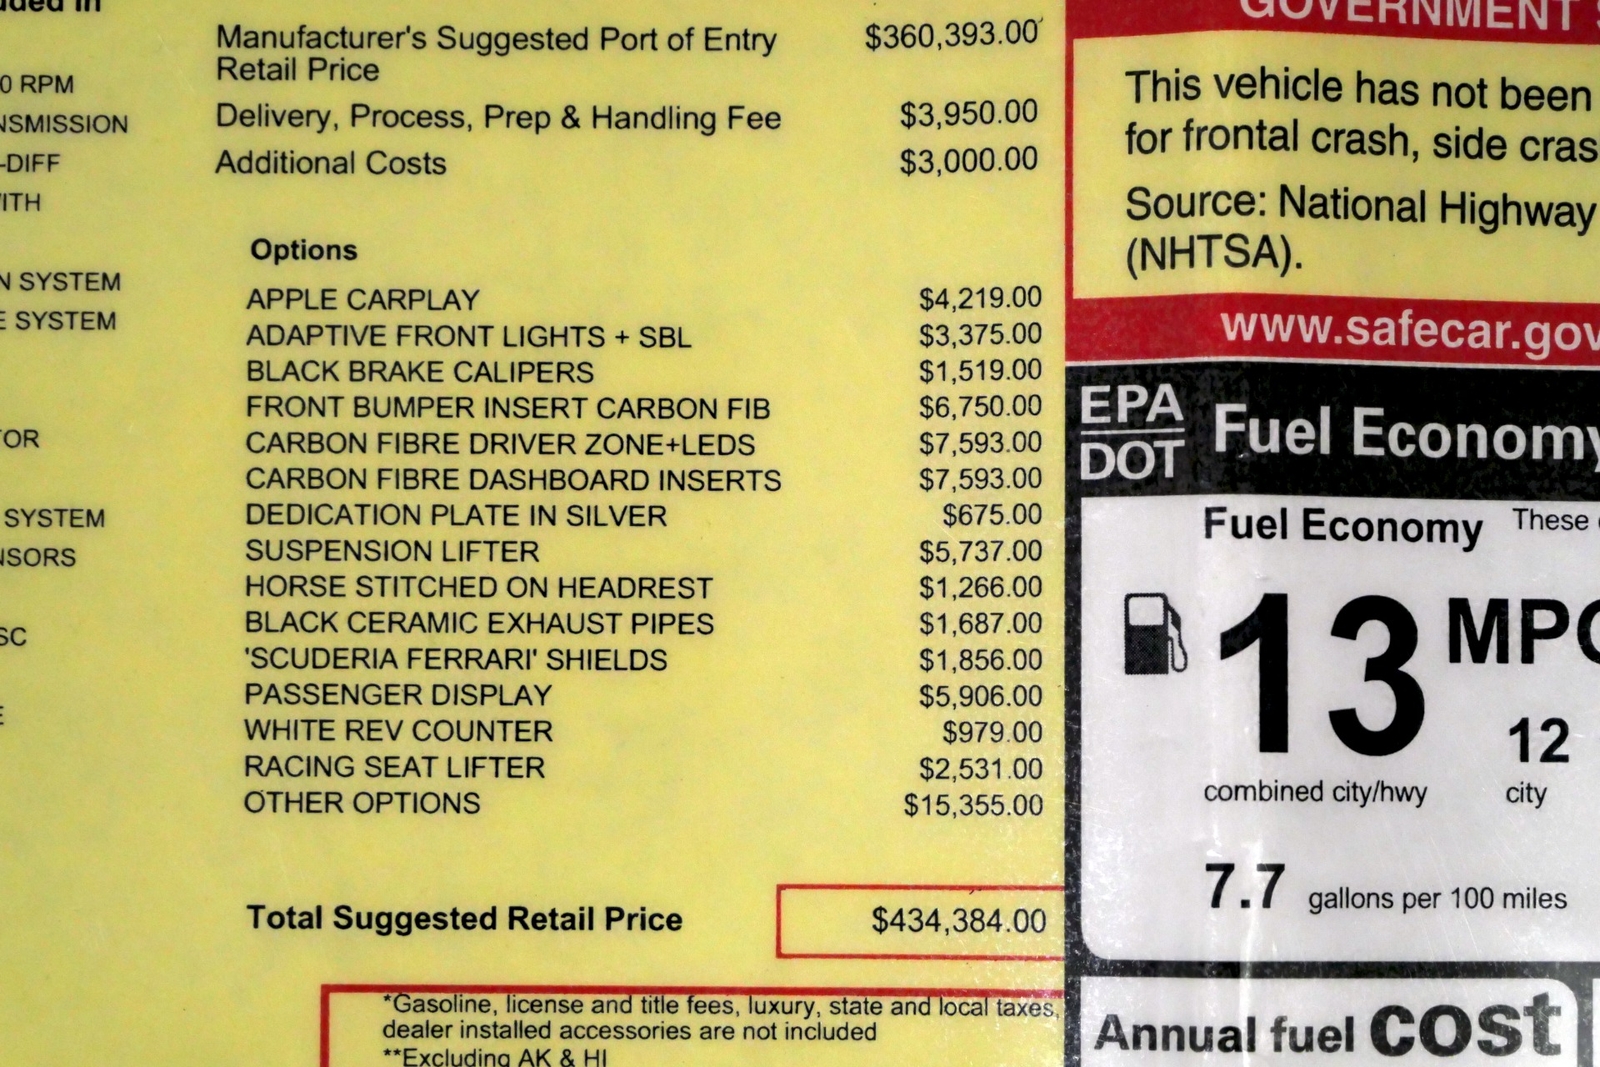 in
0 RPM
NSMISSION
-DIFF
WITH
N SYSTEM
E SYSTEM
TOR
SYSTEM
NSORS
SC
E
Manufacturer's Suggested Port of Entry $360,393.00
Retail Price
Delivery, Process, Prep & Handling Fee $3,950.00
Additional Costs $3,000.00
Options
APPLE CARPLAY $4,219.00
ADAPTIVE FRONT LIGHTS + SBL $3,375.00
BLACK BRAKE CALIPERS $1,519.00
FRONT BUMPER INSERT CARBON FIB $6,750.00
CARBON FIBRE DRIVER ZONE+LEDS $7,593.00
CARBON FIBRE DASHBOARD INSERTS $7,593.00
DEDICATION PLATE IN SILVER $675.00
SUSPENSION LIFTER $5,737.00
HORSE STITCHED ON HEADREST $1,266.00
BLACK CERAMIC EXHAUST PIPES $1,687.00
'SCUDERIA FERRARI' SHIELDS $1,856.00
PASSENGER DISPLAY $5,906.00
WHITE REV COUNTER $979.00
RACING SEAT LIFTER $2,531.00
OTHER OPTIONS $15,355.00
Total Suggested Retail Price $434,384.00
*Gasoline, license and title fees, luxury, state and local taxes,
dealer installed accessories are not included
**Excluding AK & HI
GOVERNMENT
This vehicle has not been
for frontal crash, side cras
Source: National Highway
(NHTSA).
www.safecar.gov
EPA
DOT
Fuel Economy
Fuel Economy These
13 MPG
12
combined city/hwy city
7.7 gallons per 100 miles
Annual fuel cost